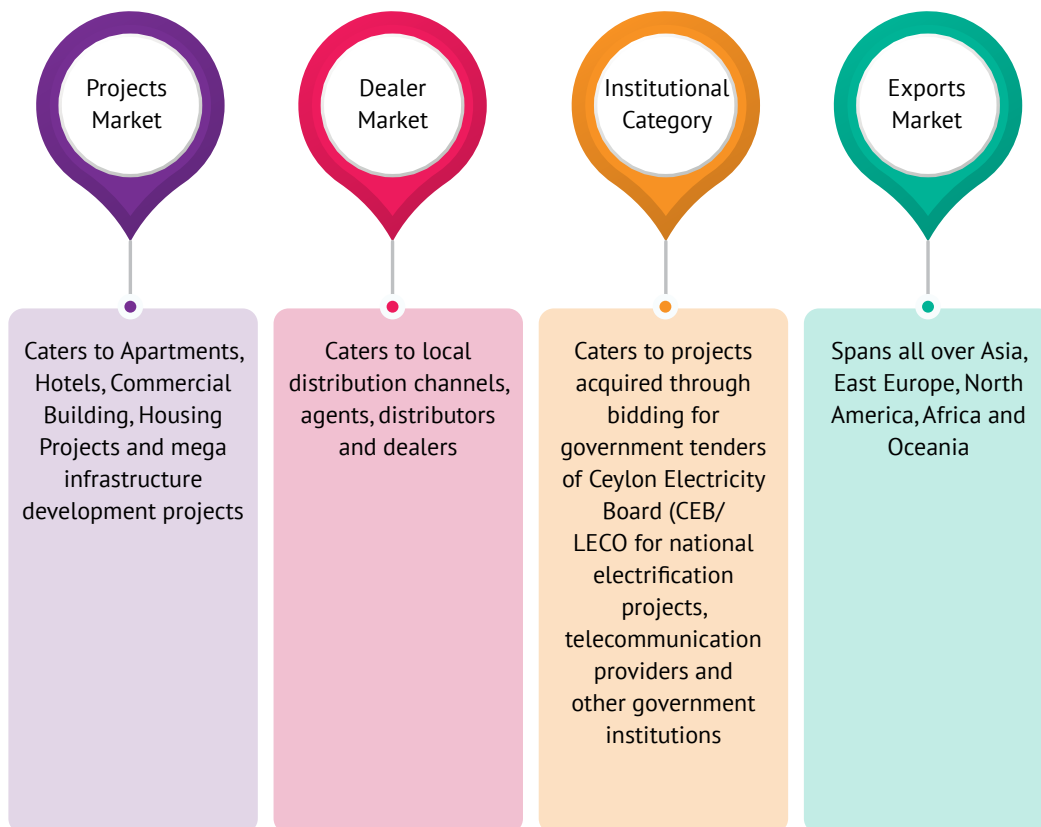 Projects
Market
Caters to Apartments,
Hotels, Commercial
Building, Housing
Projects and mega
infrastructure
development projects
Dealer
Market
Caters to local
distribution channels,
agents, distributors
and dealers
Institutional
Category
Caters to projects
acquired through
bidding for
government tenders
of Ceylon Electricity
Board (CEB/
LECO for national
electrification
projects,
telecommunication
providers and
other government
institutions
Exports
Market
Spans all over Asia,
East Europe, North
America, Africa and
Oceania